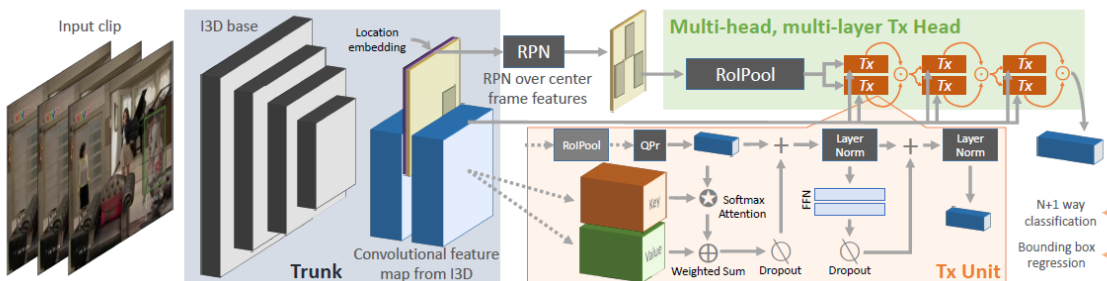 Input clip
I3D base
Location
embedding
RPN
RPN over center
frame features
Convolutional feature
map from I3D
Trunk
Multi-head, multi-layer Tx Head
RoIPool
Tx
Tx
Tx
Tx
Tx
Tx
RoIPool
QPr
Key
Value
Softmax
Attention
Weighted Sum
Dropout
Layer
Norm
FFN
Dropout
Layer
Norm
Tx Unit
N+1 way
classification
Bounding box
regression